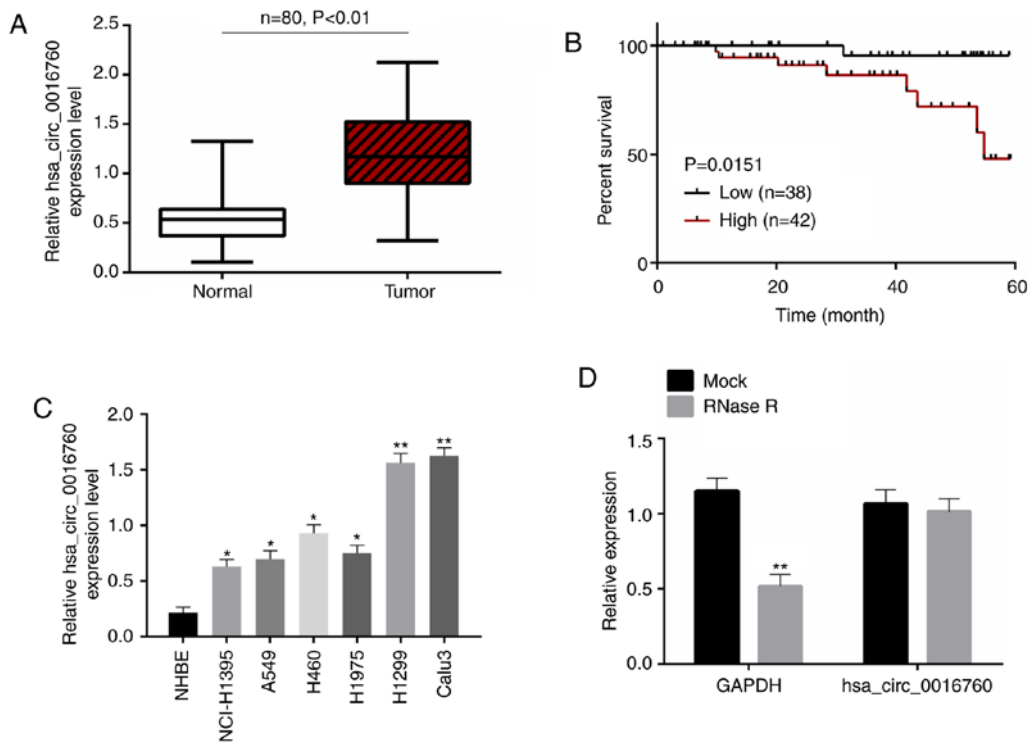 A
n=80, P<0.01
Relative hsa_circ_0016760
expression level
2.5
2.0
1.5
1.0
0.5
0.0
Normal
Tumor
B
Percent survival
100
50
0
P=0.0151
Low (n=38)
High (n=42)
0
20
40
60
Time (month)
C
Relative hsa_circ_0016760
expression level
2.0
1.5
1.0
0.5
0.0
*
*
*
*
**
**
NHBE
NCI-H1395
A549
H460
H1975
H1299
Calu3
D
Mock
RNase R
Relative expression
1.5
1.0
0.5
0.0
**
GAPDH
hsa_circ_0016760